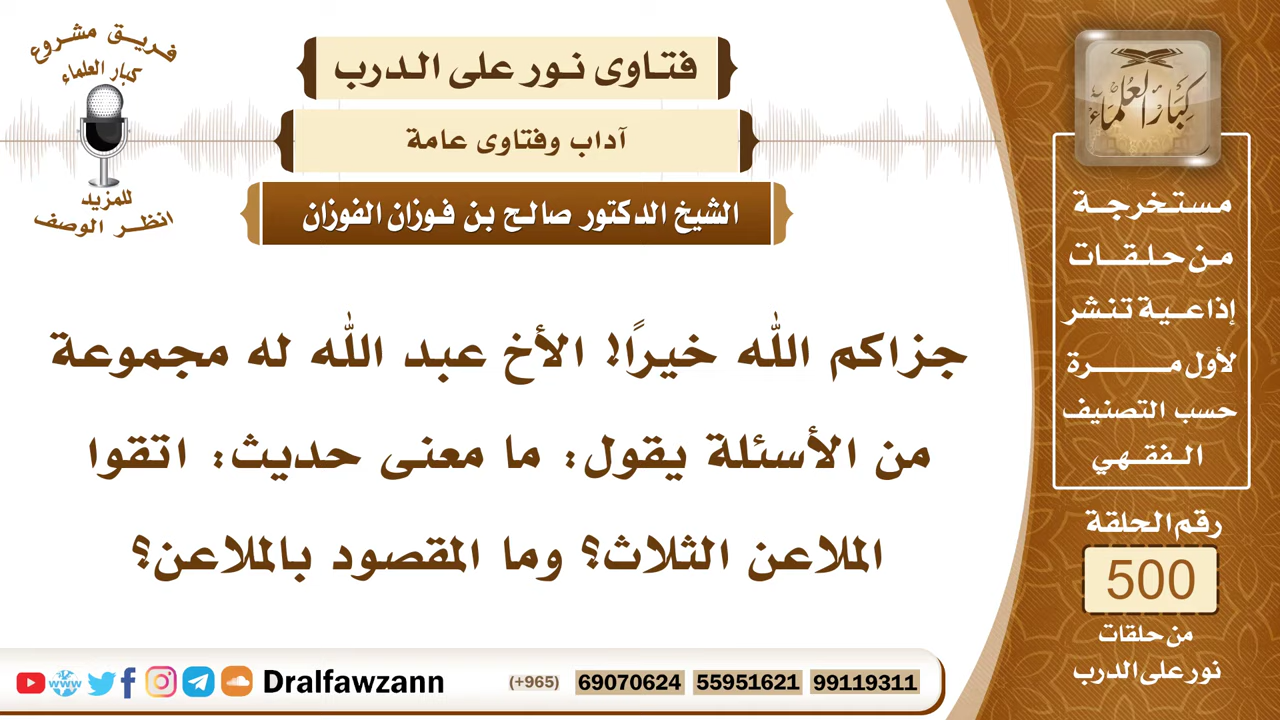 فريق مشروع
كبار العلماء
للمزيد
انظر الوصف
فتاوى نور على الدرب
آداب وفتاوى عامة
الشيخ الدكتور صالح بن فوزان الفوزان
جزاكم الله خيرًا! الأخ عبد الله له مجموعة
من الأسئلة يقول: ما معنى حديث: اتقوا
الملاعن الثلاث؟ وما المقصود بالملاعن؟
كبار العلماء
مستخرجة
من حلقات
إذاعية تنشر
لأول مرة
حسب التصنيف
الفقهي
رقم الحلقة
500
من حلقات
نور على الدرب
www
Dralfawzann
(+965) 69070624 55951621 99119311